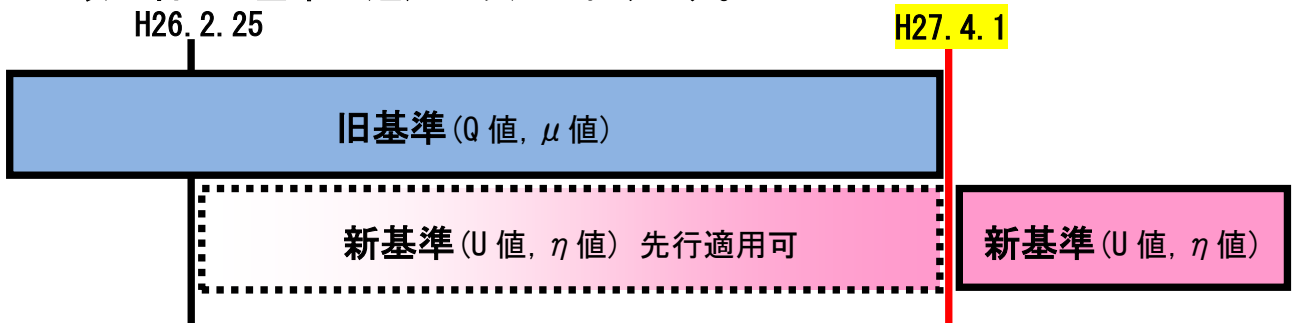 H26.2.25
H27.4.1
旧基準(Q値, μ値)
新基準(U値, η値) 先行適用可
新基準(U値, η値)